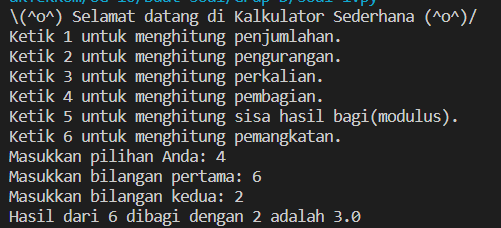 \(^o^) Selamat datang di Kalkulator Sederhana (^o^)/
Ketik 1 untuk menghitung penjumlahan.
Ketik 2 untuk menghitung pengurangan.
Ketik 3 untuk menghitung perkalian.
Ketik 4 untuk menghitung pembagian.
Ketik 5 untuk menghitung sisa hasil bagi(modulus).
Ketik 6 untuk menghitung pemangkatan.
Masukkan pilihan Anda: 4
Masukkan bilangan pertama: 6
Masukkan bilangan kedua: 2
Hasil dari 6 dibagi dengan 2 adalah 3.0